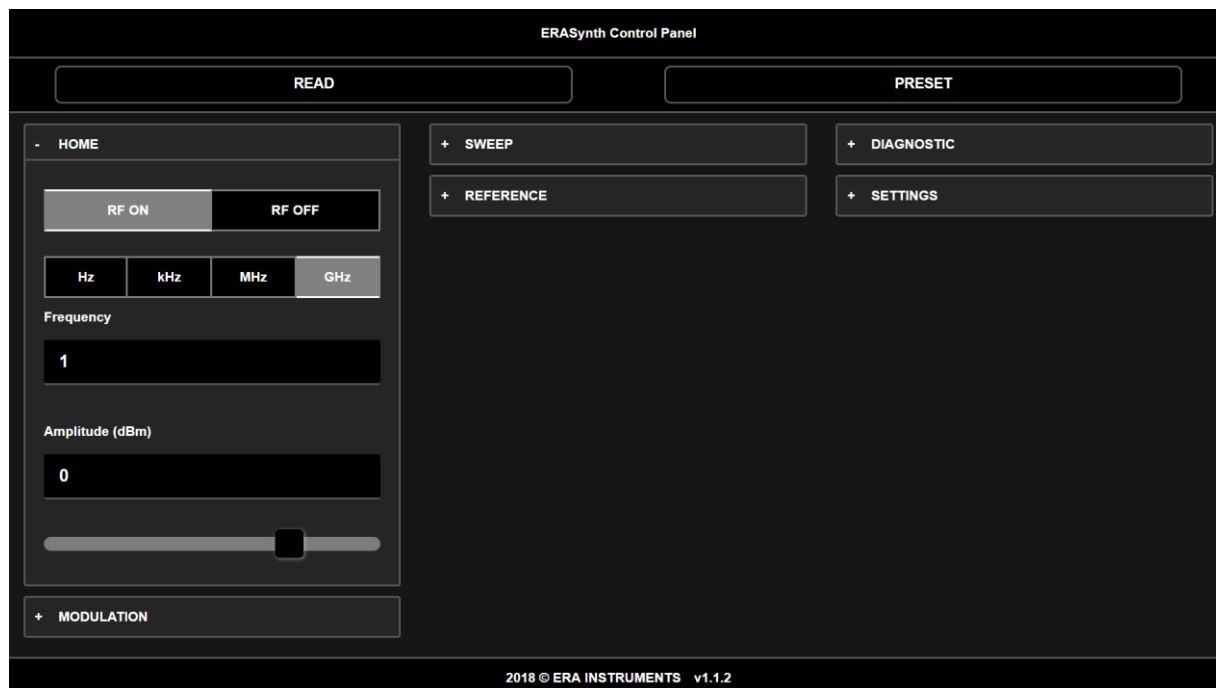 ERASynth Control Panel
READ
PRESET
- HOME
RF ON
RF OFF
Hz
kHz
MHz
GHz
Frequency
1
Amplitude (dBm)
0
+ MODULATION
+ SWEEP
+ REFERENCE
+ DIAGNOSTIC
+ SETTINGS
2018 © ERA INSTRUMENTS v1.1.2